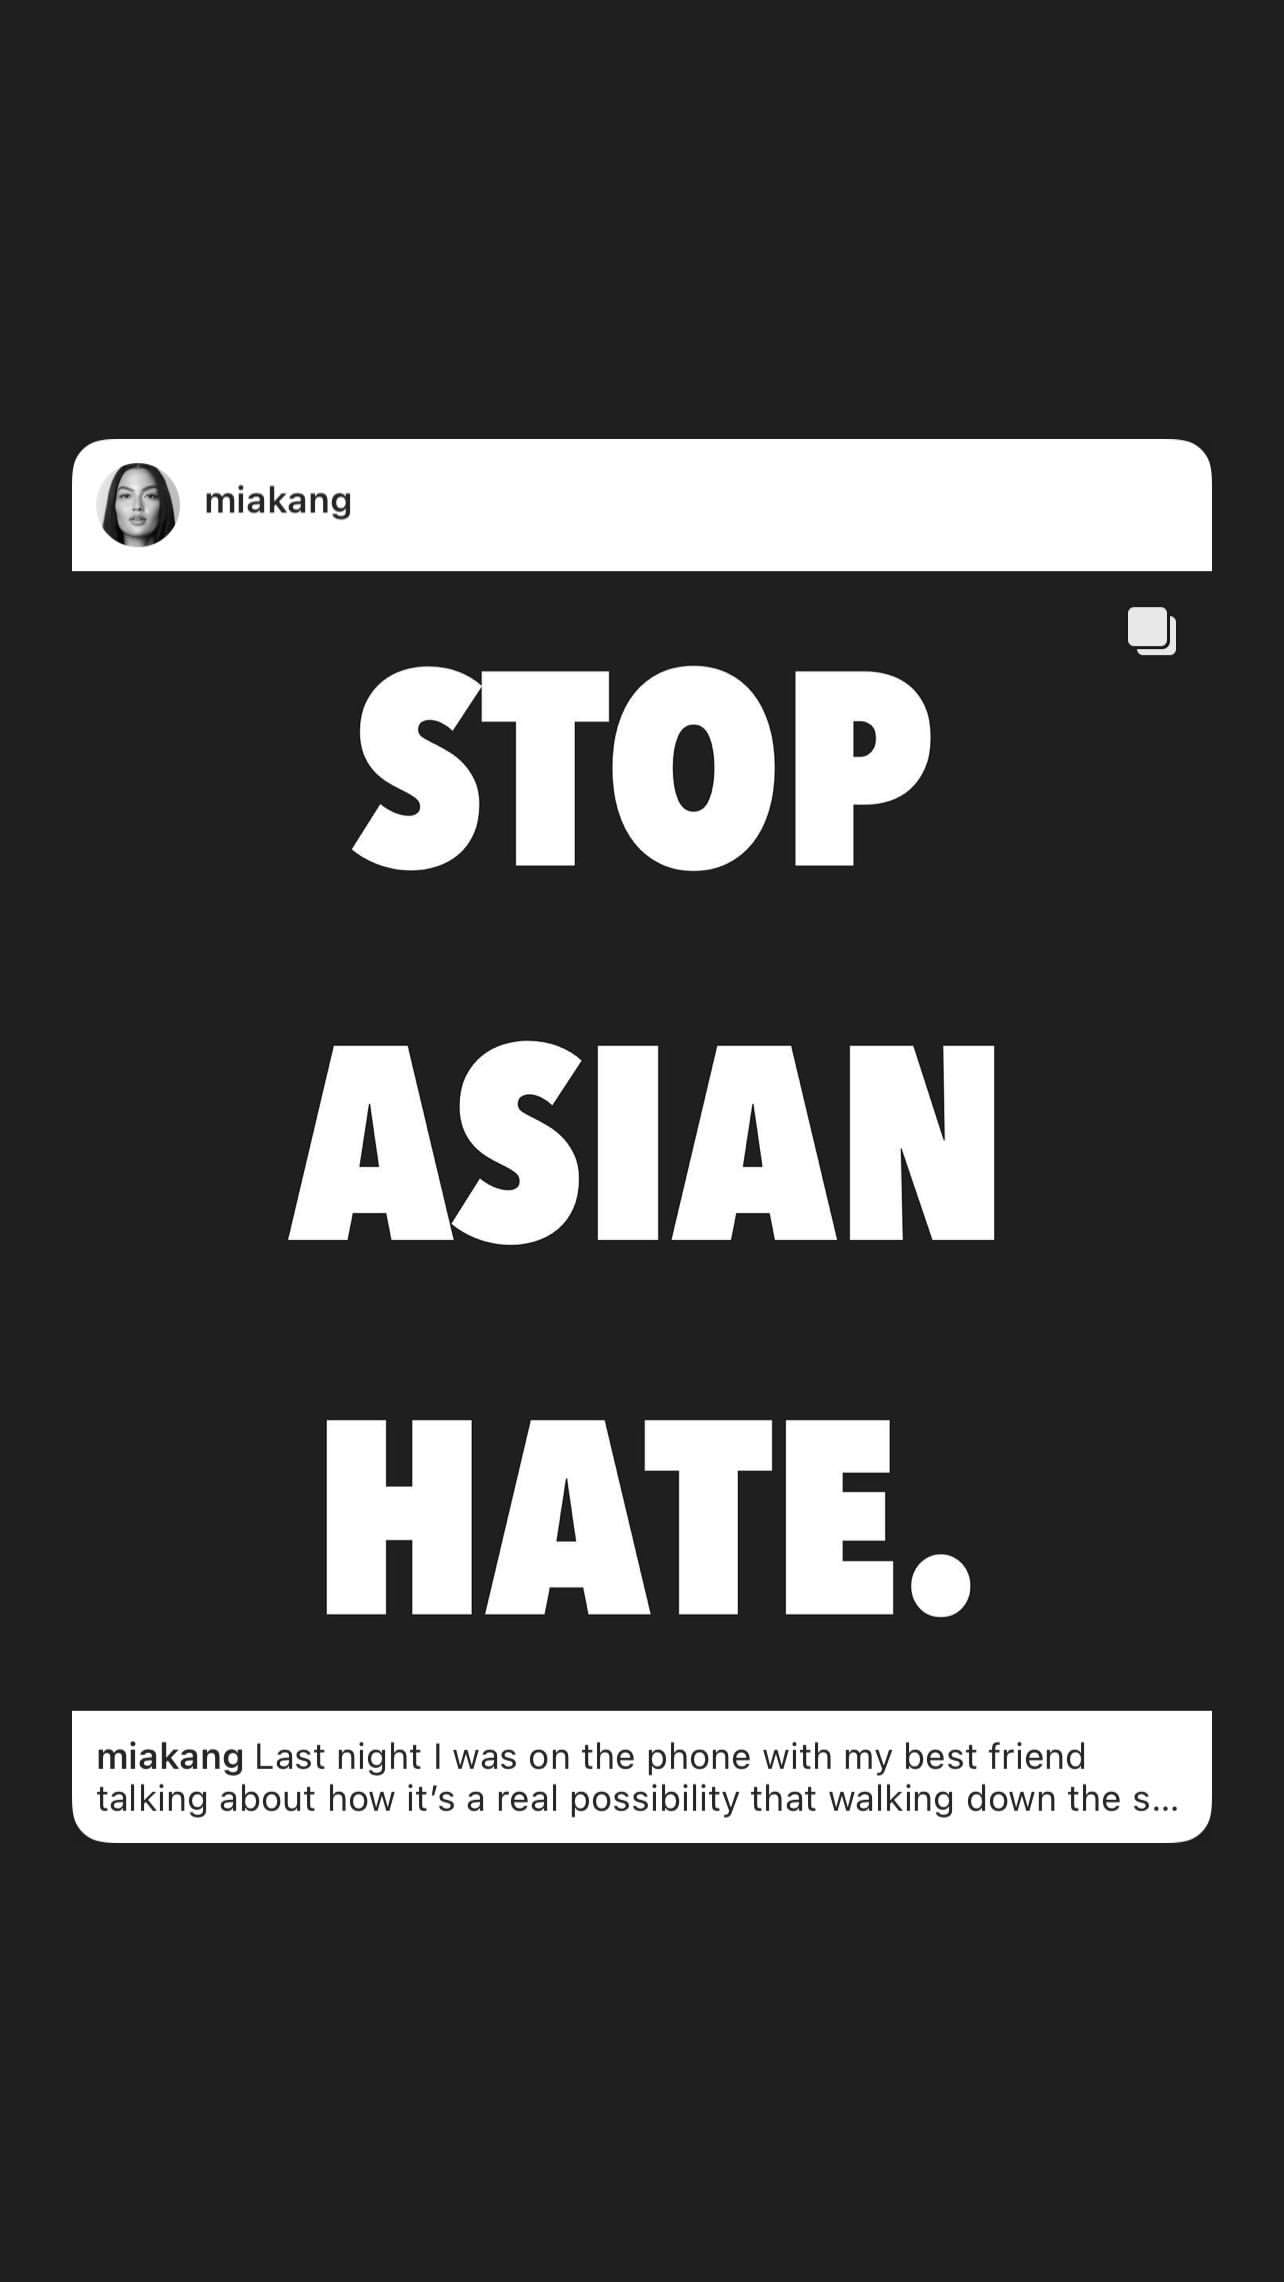 miakang
STOP
ASIAN
HATE.
miakang Last night I was on the phone with my best friend
talking about how it’s a real possibility that walking down the s...